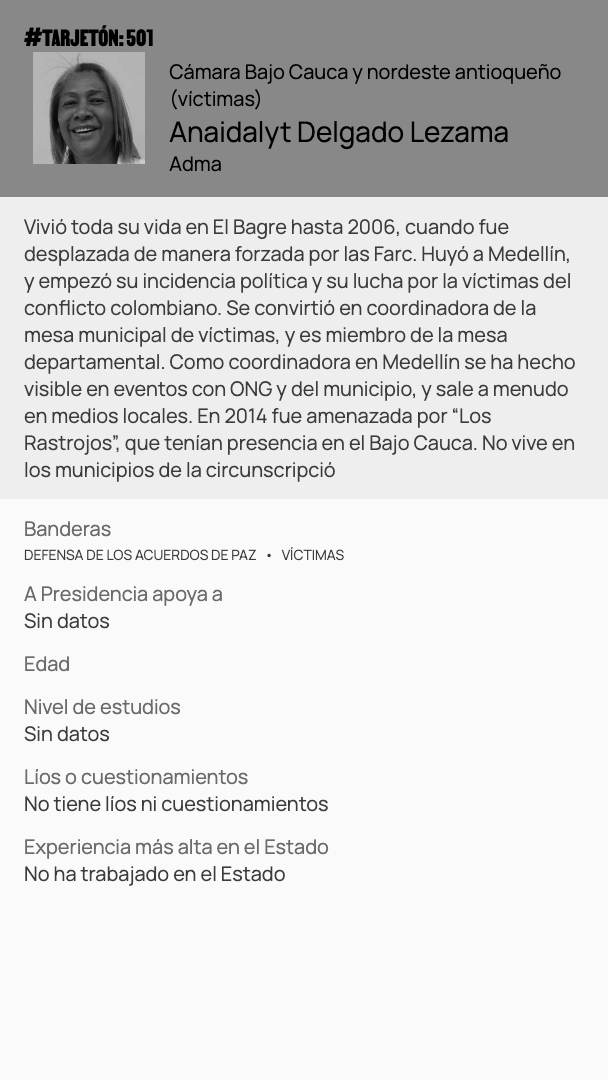 #TARJETÓN: 501
Cámara Bajo Cauca y nordeste antioqueño
(víctimas)
Anaidalyt Delgado Lezama
Adma
Vivió toda su vida en El Bagre hasta 2006, cuando fue
desplazada de manera forzada por las Farc. Huyó a Medellín,
y empezó su incidencia política y su lucha por la víctimas del
conflicto colombiano. Se convirtió en coordinadora de la
mesa municipal de víctimas, y es miembro de la mesa
departamental. Como coordinadora en Medellín se ha hecho
visible en eventos con ONG y del municipio, y sale a menudo
en medios locales. En 2014 fue amenazada por “Los
Rastrojos”, que tenían presencia en el Bajo Cauca. No vive en
los municipios de la circunscripció
Banderas
DEFENSA DE LOS ACUERDOS DE PAZ • VÍCTIMAS
A Presidencia apoya a
Sin datos
Edad
Nivel de estudios
Sin datos
Líos o cuestionamientos
No tiene líos ni cuestionamientos
Experiencia más alta en el Estado
No ha trabajado en el Estado